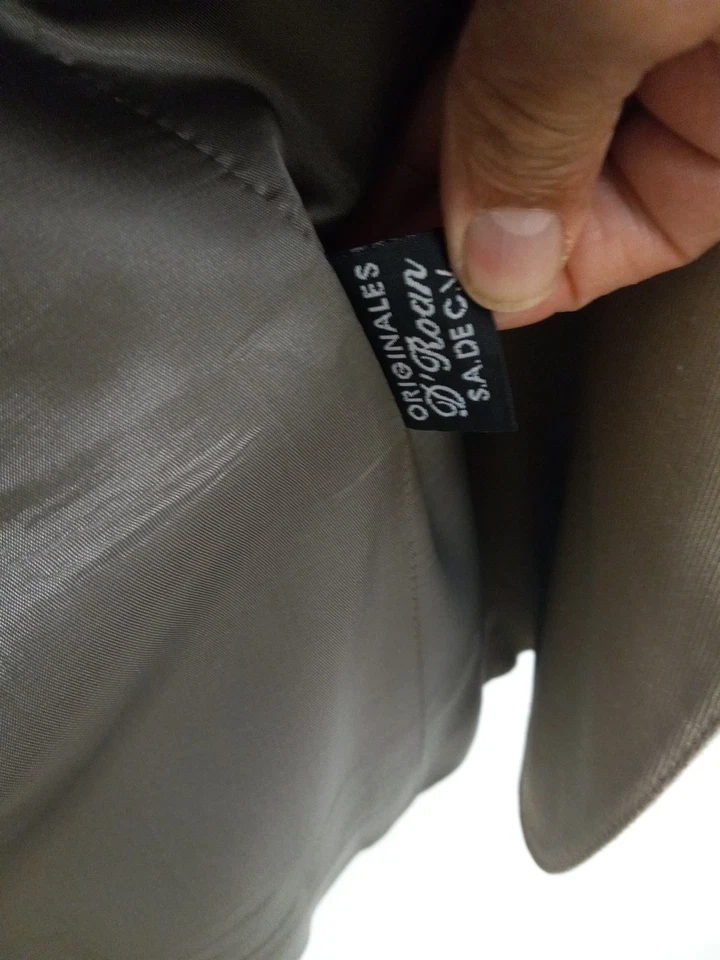 ORIGINALES
D'Roan
S.A. DE C.V.